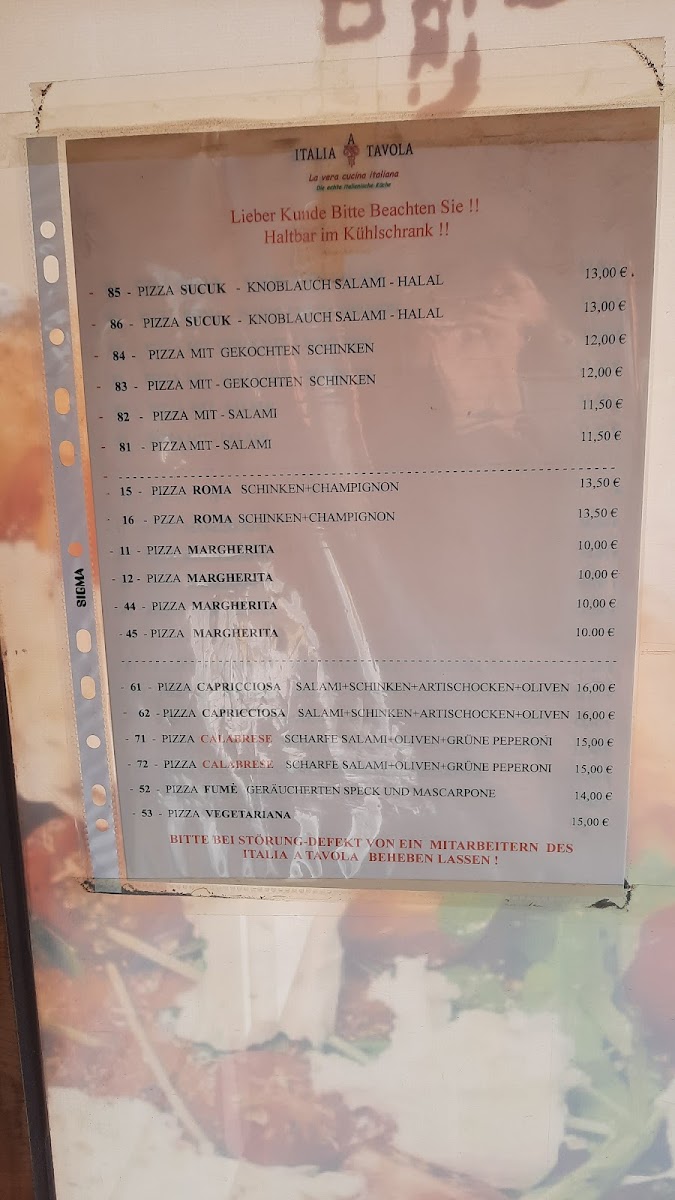 ITALIA A TAVOLA
La vera cucina italiana
Die echte italienische Küche
Lieber Kunde Bitte Beachten Sie !!
Haltbar im Kühlschrank !!
- 85 - PIZZA SUCUK - KNOBLAUCH SALAMI - HALAL 13,00 € .
- 86 - PIZZA SUCUK - KNOBLAUCH SALAMI - HALAL 13,00 €
- 84 - PIZZA MIT GEKOCHTEN SCHINKEN 12,00 €
- 83 - PIZZA MIT - GEKOCHTEN SCHINKEN 12,00 €
- 82 - PIZZA MIT - SALAMI 11,50 €
- 81 - PIZZA MIT - SALAMI 11,50 €
- 15 - PIZZA ROMA SCHINKEN+CHAMPIGNON 13,50 €
- 16 - PZZA ROMA SCHINKEN+CHAMPIGNON 13,50 €
- 11 - PIZZA MARGHERITA 10,00 €
- 12 - PIZZA MARGHERITA 10,00 €
- 44 - PIZZA MARGHERITA 10,00 €
- 45 - PIZZA MARGHERITA 10.00 €
- 61 - PIZZA CAPRICCIOSA SALAMI+SCHINKEN+ARTISCHOCKEN+OLIVEN 16,00 €
- 62 - PIZZA CAPRICCIOSA SALAMI+SCHINKEN+ARTISCHOCKEN+OLIVEN 16,00 €
- 71 - PIZZA CALABRESE SCHARFE SALAMI+OLIVEN+GRÜNE PEPERONI 15,00 €
- 72 - PIZZA CALABRESE SCHARFE SALAMI+OLIVEN+GRÜNE PEPERONI 15,00 €
- 52 - PIZZA FUMÈ GERÄUCHERTEN SPECK UND MASCARPONE 14,00 €
- 53 - PIZZA VEGETARIANA 15,00 €
BITTE BEI STÖRUNG-DEFEKT VON EIN MITARBEITERN DES
ITALIA A TAVOLA BEHEBEN LASSEN !
SIGMA